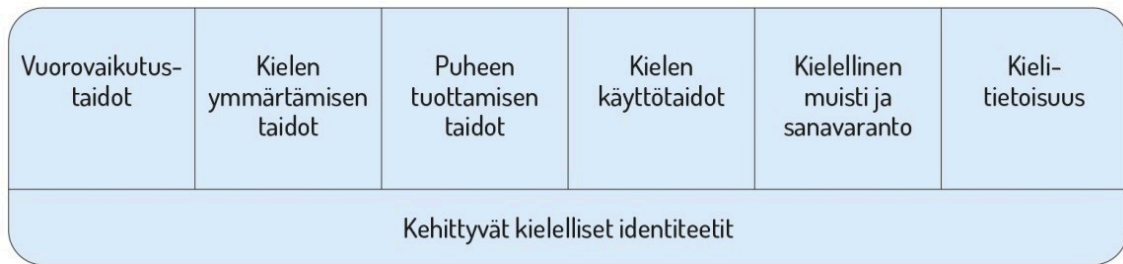 Vuorovaikutus-
taidot
Kielen
ymmärtämisen
taidot
Puheen
tuottamisen
taidot
Kielen
käyttötaidot
Kielellinen
muisti ja
sanavaranto
Kieli-
tietoisuus
Kehittyvät kielelliset identiteetit